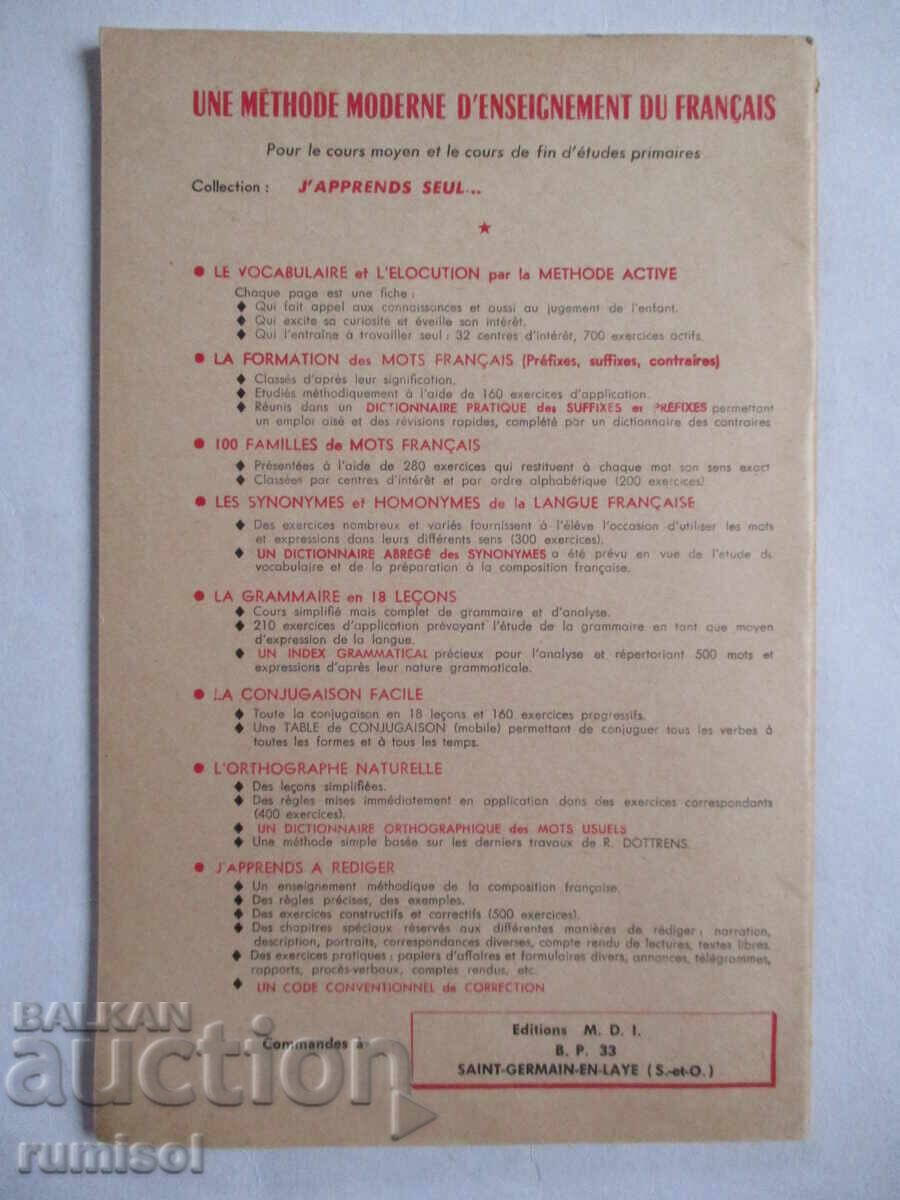 UNE MÉTHODE MODERNE D'ENSEIGNEMENT DU FRANÇAIS
Pour le cours moyen et le cours de fin d'études primaires
Collection : J'APPRENDS SEUL...
★
● LE VOCABULAIRE et L'ELOCUTION par la METHODE ACTIVE
Chaque page est une fiche :
◆ Qui fait appel aux connaissances et aussi au jugement de l'enfant.
◆ Qui excite sa curiosité et éveille son intérêt.
◆ Qui l'entraîne à travailler seul : 32 centres d'intérêt, 700 exercices actifs.
● LA FORMATION des MOTS FRANÇAIS (Préfixes, suffixes, contraires)
◆ Classés d'après leur signification.
◆ Etudiés méthodiquement à l'aide de 160 exercices d'application.
◆ Réunis dans un DICTIONNAIRE PRATIQUE des SUFFIXES et PRÉFIXES permettant
un emploi aisé et des révisions rapides, complété par un dictionnaire des contraires
● 100 FAMILLES de MOTS FRANÇAIS
◆ Présentées à l'aide de 280 exercices qui restituent à chaque mot son sens exact
◆ Classées par centres d'intérêt et par ordre alphabétique (200 exercices)
● LES SYNONYMES et HOMONYMES de la LANGUE FRANÇAISE
◆ Des exercices nombreux et variés fournissent à l'élève l'occasion d'utiliser les mots
et expressions dans leurs différents sens (300 exercices).
◆ UN DICTIONNAIRE ABRÉGÉ des SYNONYMES a été prévu en vue de l'étude du
vocabulaire et de la préparation à la composition française.
● LA GRAMMAIRE en 18 LEÇONS
◆ Cours simplifié mais complet de grammaire et d'analyse.
◆ 210 exercices d'application prévoyant l'étude de la grammaire en tant que moyen
d'expression de la langue.
◆ UN INDEX GRAMMATICAL précieux pour l'analyse et répertoriant 500 mots et
expressions d'après leur nature grammaticale.
● LA CONJUGAISON FACILE
◆ Toute la conjugaison en 18 leçons et 160 exercices progressifs.
◆ Une TABLE de CONJUGAISON (mobile) permettant de conjuguer tous les verbes à
toutes les formes et à tous les temps.
● L'ORTHOGRAPHE NATURELLE
◆ Des leçons simplifiées.
◆ Des règles mises immédiatement en application dans des exercices correspondants
(400 exercices).
◆ UN DICTIONNAIRE ORTHOGRAPHIQUE des MOTS USUELS
◆ Une méthode simple basée sur les derniers travaux de R. DOTTRENS.
● J'APPRENDS A REDIGER
◆ Un enseignement méthodique de la composition française.
◆ Des règles précises, des exemples.
◆ Des exercices constructifs et correctifs (500 exercices).
◆ Des chapitres spéciaux réservés aux différentes manières de rédiger : narration,
description, portraits, correspondances diverses, compte rendu de lectures, textes libres.
◆ Des exercices pratiques : papiers d'affaires et formulaires divers, annonces, télégrammes,
rapports, procès-verbaux, comptes rendus, etc.
◆ UN CODE CONVENTIONNEL de CORRECTION
Commandes à
Editions M. D. I.
B. P. 33
SAINT-GERMAIN-EN-LAYE (S.-et-O.)
BALKAN
auction
rumisol